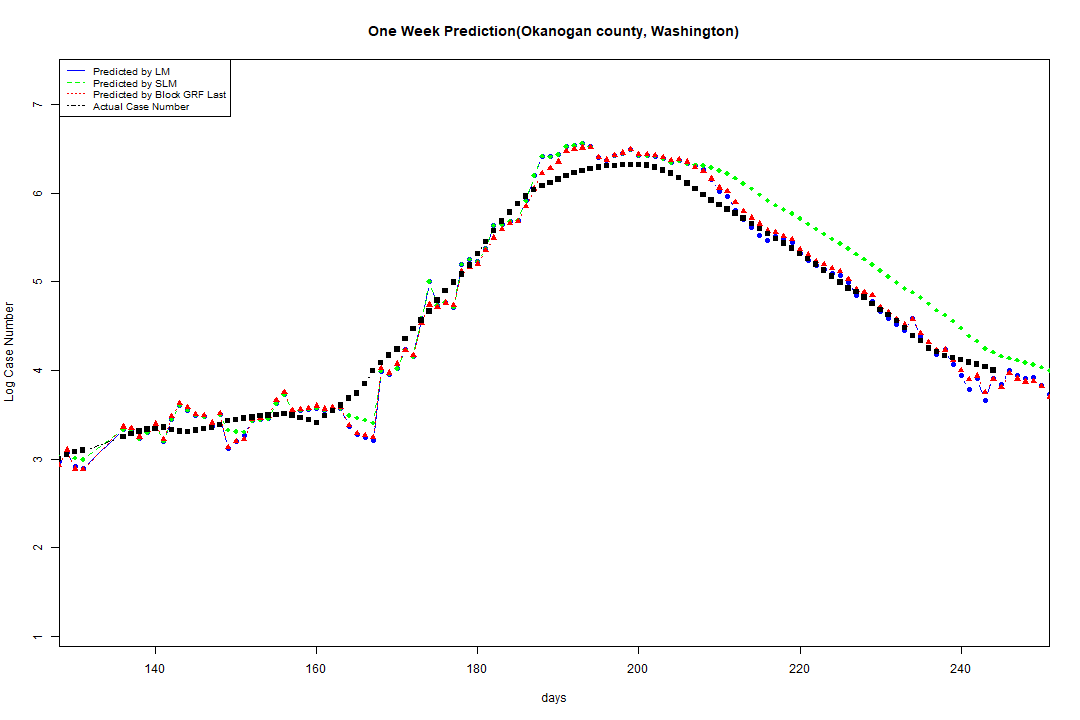 One Week Prediction(Okanogan county, Washington)
Predicted by LM
Predicted by SLM
Predicted by Block GRF Last
Actual Case Number
7
6
5
4
3
2
1
Log Case Number
140 160 180 200 220 240
days